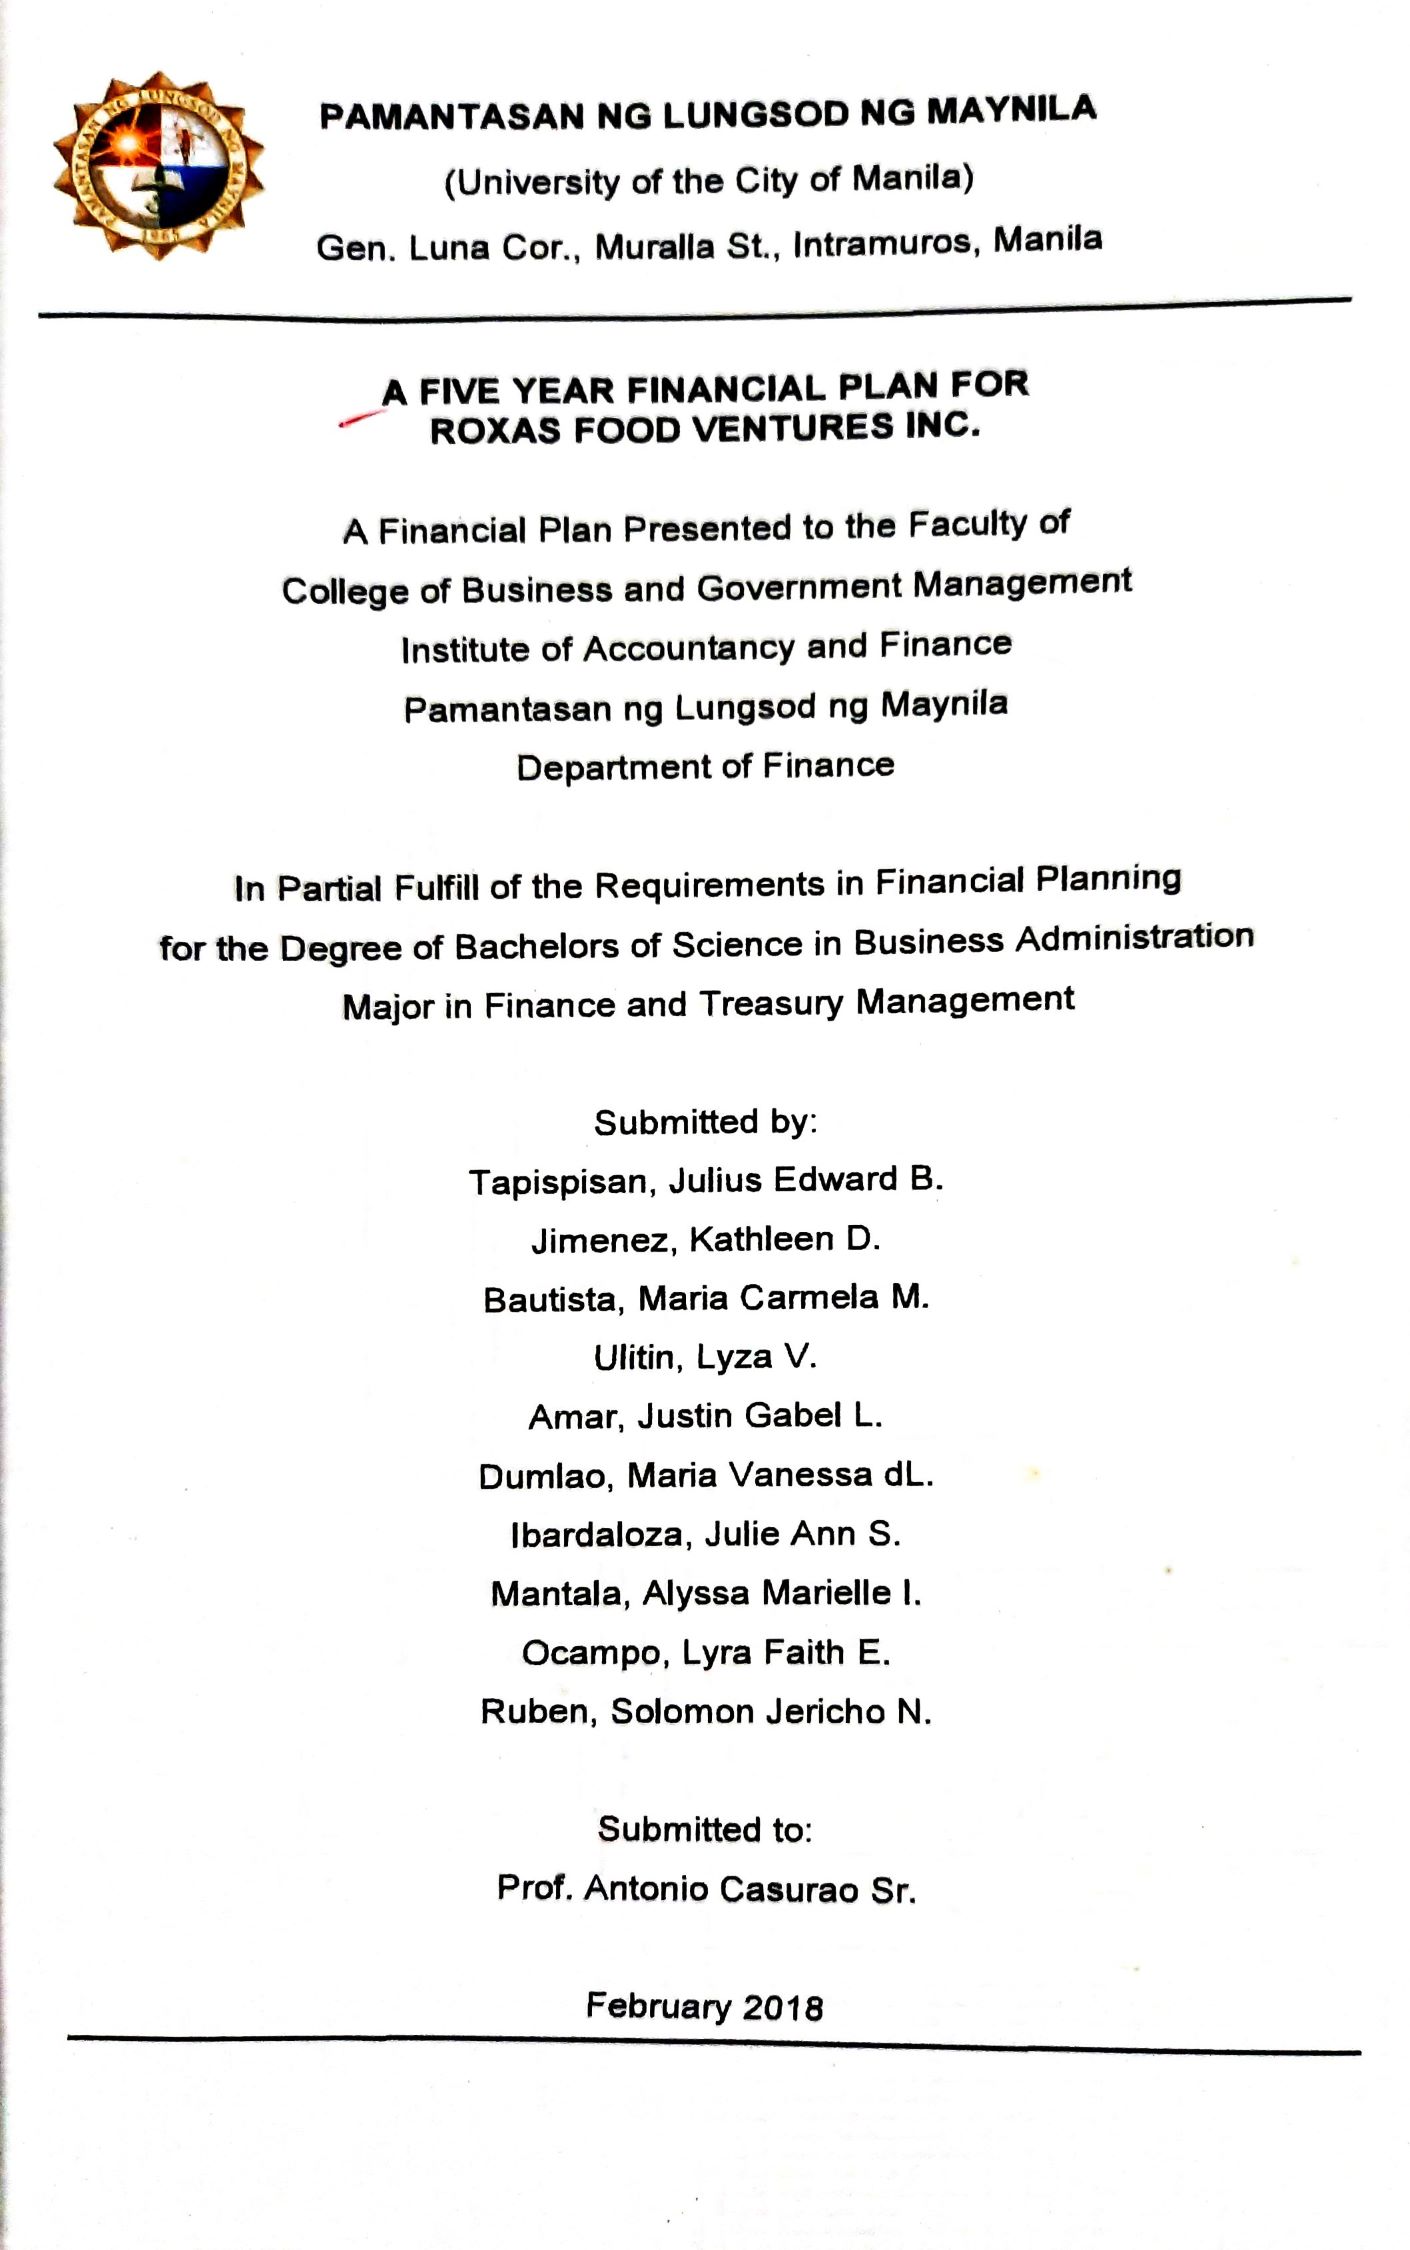 PAMANTASAN NG LUNGSOD NG MAYNILA
1965
PAMANTASAN NG LUNGSOD NG MAYNILA
(University of the City of Manila)
Gen. Luna Cor., Muralla St., Intramuros, Manila
A FIVE YEAR FINANCIAL PLAN FOR
ROXAS FOOD VENTURES INC.
A Financial Plan Presented to the Faculty of
College of Business and Government Management
Institute of Accountancy and Finance
Pamantasan ng Lungsod ng Maynila
Department of Finance
In Partial Fulfill of the Requirements in Financial Planning
for the Degree of Bachelors of Science in Business Administration
Major in Finance and Treasury Management
Submitted by:
Tapispisan, Julius Edward B.
Jimenez, Kathleen D.
Bautista, Maria Carmela M.
Ulitin, Lyza V.
Amar, Justin Gabel L.
Dumlao, Maria Vanessa dL.
Ibardaloza, Julie Ann S.
Mantala, Alyssa Marielle I.
Ocampo, Lyra Faith E.
Ruben, Solomon Jericho N.
Submitted to:
Prof. Antonio Casurao Sr.
February 2018